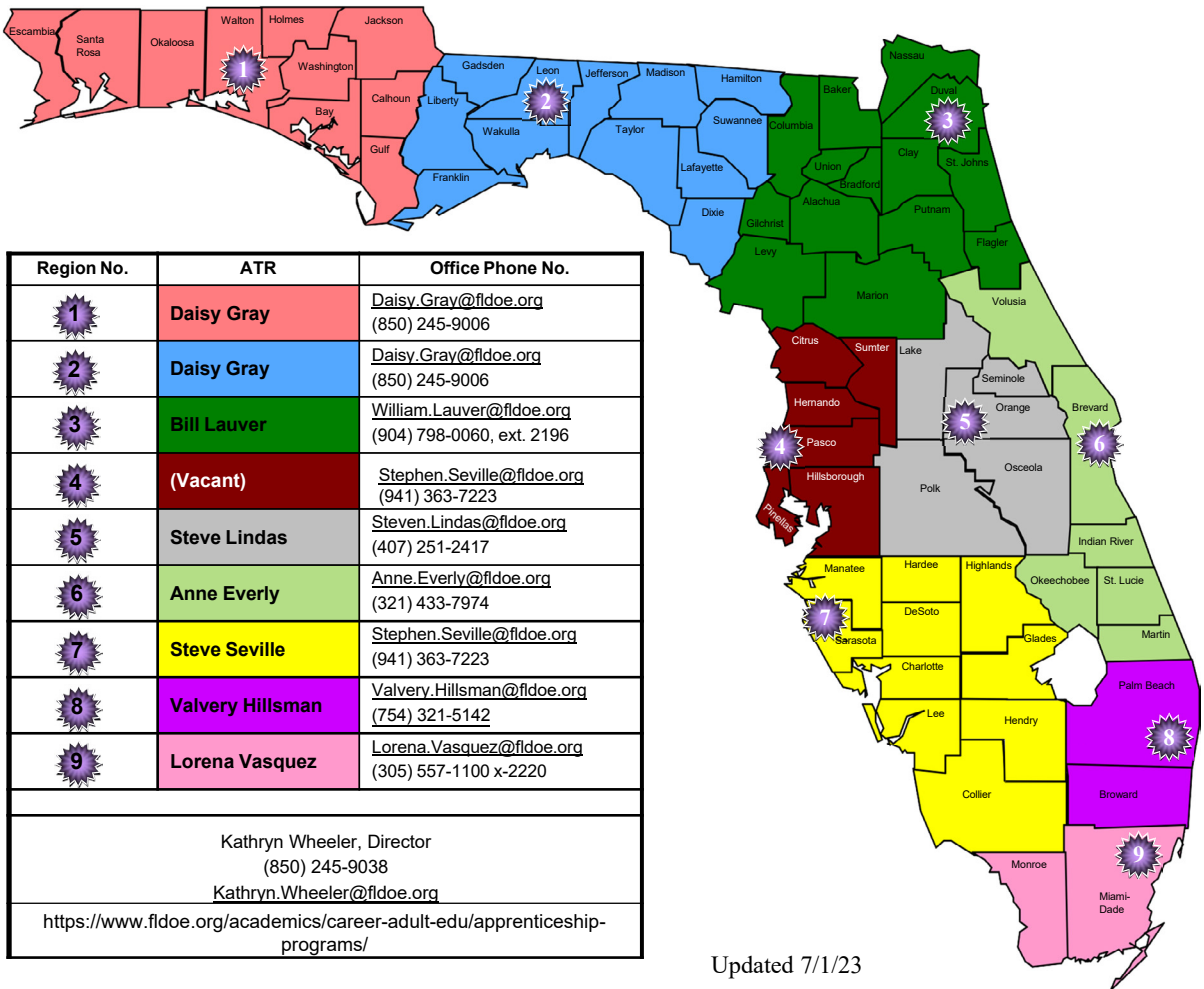 Escambia
Santa
Rosa
Okaloosa
Walton
Holmes
Jackson
Washington
1
Bay
Calhoun
Gulf
Gadsden
Leon
Jefferson
Madison
Hamilton
Liberty
2
Wakulla
Taylor
Suwannee
Lafayette
Franklin
Dixie
Nassau
Baker
Duval
3
Columbia
Union
Bradford
Clay
St. Johns
Alachua
Putnam
Gilchrist
Levy
Flagler
Marion
Volusia
Citrus
Sumter
Lake
Seminole
Hernando
Orange
Brevard
5
4
Pasco
6
Osceola
Hillsborough
Polk
Pinellas
Indian River
Manatee
Hardee
Highlands
Okeechobee
St. Lucie
7
DeSoto
Sarasota
Glades
Martin
Charlotte
Palm Beach
Lee
Hendry
8
Collier
Broward
9
Monroe
Miami-
Dade
Region No. ATR Office Phone No.
1 Daisy Gray Daisy.Gray@fldoe.org
(850) 245-9006
2 Daisy Gray Daisy.Gray@fldoe.org
(850) 245-9006
3 Bill Lauver William.Lauver@fldoe.org
(904) 798-0060, ext. 2196
4 (Vacant) Stephen.Seville@fldoe.org
(941) 363-7223
5 Steve Lindas Steven.Lindas@fldoe.org
(407) 251-2417
6 Anne Everly Anne.Everly@fldoe.org
(321) 433-7974
7 Steve Seville Stephen.Seville@fldoe.org
(941) 363-7223
8 Valvery Hillsman Valvery.Hillsman@fldoe.org
(754) 321-5142
9 Lorena Vasquez Lorena.Vasquez@fldoe.org
(305) 557-1100 x-2220
Kathryn Wheeler, Director
(850) 245-9038
Kathryn.Wheeler@fldoe.org
https://www.fldoe.org/academics/career-adult-edu/apprenticeship-
programs/
Updated 7/1/23